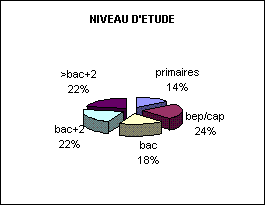 NIVEAU D'ETUDE
>bac+2
22%
primaires
14%
bep/cap
24%
bac
18%
bac+2
22%